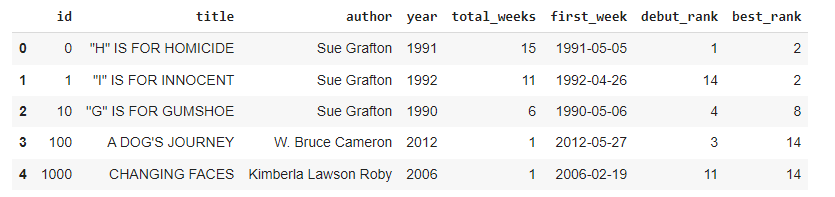 id title author year total_weeks first_week debut_rank best_rank
0 0 "H" IS FOR HOMICIDE Sue Grafton 1991 15 1991-05-05 1 2
1 1 "I" IS FOR INNOCENT Sue Grafton 1992 11 1992-04-26 14 2
2 10 "G" IS FOR GUMSHOE Sue Grafton 1990 6 1990-05-06 4 8
3 100 A DOG'S JOURNEY W. Bruce Cameron 2012 1 2012-05-27 3 14
4 1000 CHANGING FACES Kimberla Lawson Roby 2006 1 2006-02-19 11 14